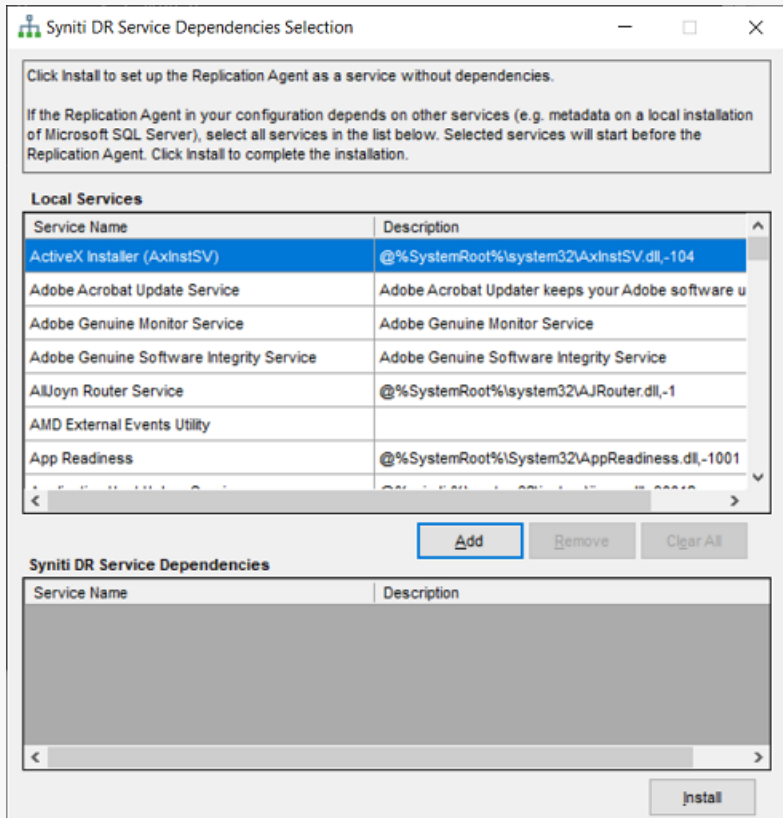 Syniti DR Service Dependencies Selection
Click Install to set up the Replication Agent as a service without dependencies.
If the Replication Agent in your configuration depends on other services (e.g. metadata on a local installation
of Microsoft SQL Server), select all services in the list below. Selected services will start before the
Replication Agent. Click Install to complete the installation.
Local Services
Service Name Description
ActiveX Installer (AxInstSV) @%SystemRoot%\system32\AxInstSV.dll,-104
Adobe Acrobat Update Service Adobe Acrobat Updater keeps your Adobe software u
Adobe Genuine Monitor Service Adobe Genuine Monitor Service
Adobe Genuine Software Integrity Service Adobe Genuine Software Integrity Service
AllJoyn Router Service @%SystemRoot%\system32\AJRouter.dll,-1
AMD External Events Utility
App Readiness @%SystemRoot%\System32\AppReadiness.dll,-1001
Add Remove Clear All
Syniti DR Service Dependencies
Service Name Description
Install